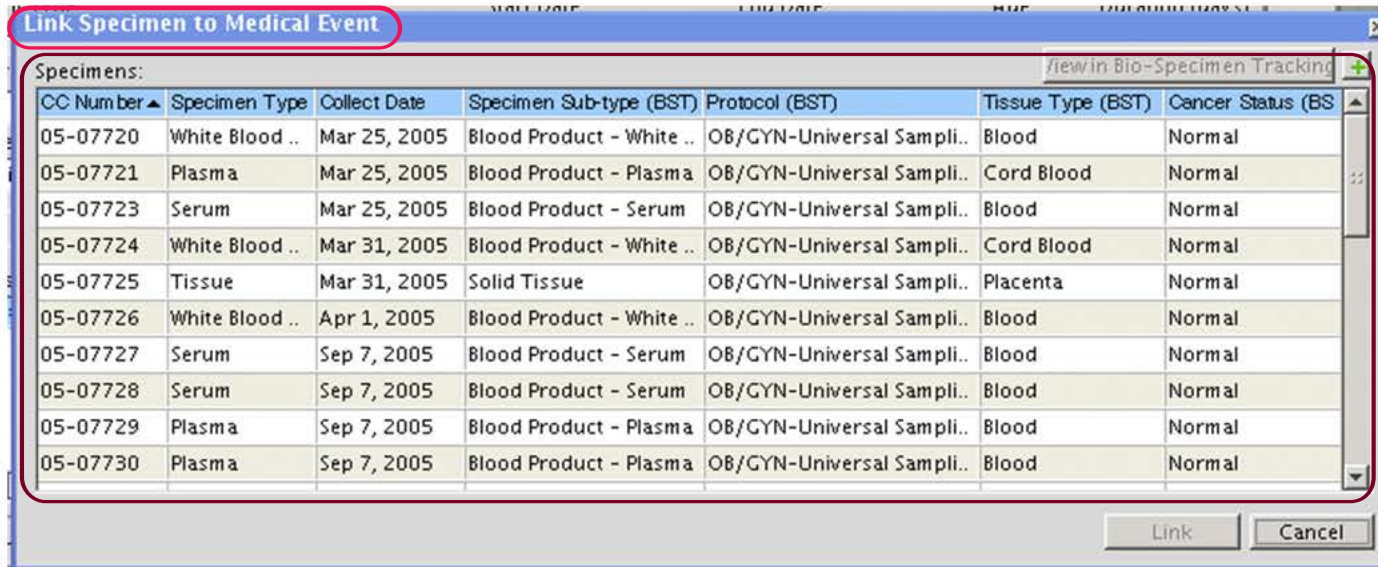 Link Specimen to Medical Event
Specimens:
View in Bio-Specimen Tracking
CC Number Specimen Type Collect Date Specimen Sub-type (BST) Protocol (BST) Tissue Type (BST) Cancer Status (BS
05-07720 White Blood .. Mar 25, 2005 Blood Product - White .. OB/GYN-Universal Sampli.. Blood Normal
05-07721 Plasma Mar 25, 2005 Blood Product - Plasma OB/GYN-Universal Sampli.. Cord Blood Normal
05-07723 Serum Mar 25, 2005 Blood Product - Serum OB/GYN-Universal Sampli.. Blood Normal
05-07724 White Blood .. Mar 31, 2005 Blood Product - White .. OB/GYN-Universal Sampli.. Cord Blood Normal
05-07725 Tissue Mar 31, 2005 Solid Tissue OB/GYN-Universal Sampli.. Placenta Normal
05-07726 White Blood .. Apr 1, 2005 Blood Product - White .. OB/GYN-Universal Sampli.. Blood Normal
05-07727 Serum Sep 7, 2005 Blood Product - Serum OB/GYN-Universal Sampli.. Blood Normal
05-07728 Serum Sep 7, 2005 Blood Product - Serum OB/GYN-Universal Sampli.. Blood Normal
05-07729 Plasma Sep 7, 2005 Blood Product - Plasma OB/GYN-Universal Sampli.. Blood Normal
05-07730 Plasma Sep 7, 2005 Blood Product - Plasma OB/GYN-Universal Sampli.. Blood Normal
Link Cancel